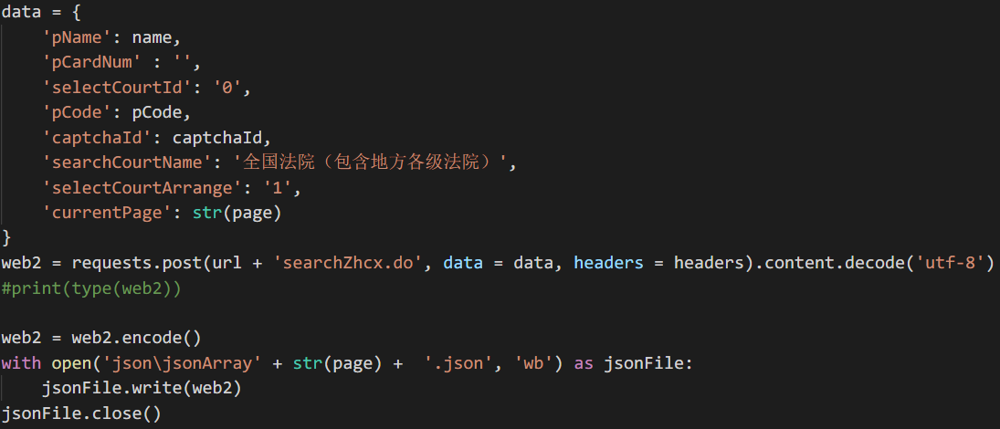 data = {
    'pName': name,
    'pCardNum' : '',
    'selectCourtId': '0',
    'pCode': pCode,
    'captchaId': captchaId,
    'searchCourtName': '全国法院（包含地方各级法院）',
    'selectCourtArrange': '1',
    'currentPage': str(page)
}
web2 = requests.post(url + 'searchZhcx.do', data = data, headers = headers).content.decode('utf-8')
#print(type(web2))
web2 = web2.encode()
with open('json\jsonArray' + str(page) +  '.json', 'wb') as jsonFile:
    jsonFile.write(web2)
jsonFile.close()